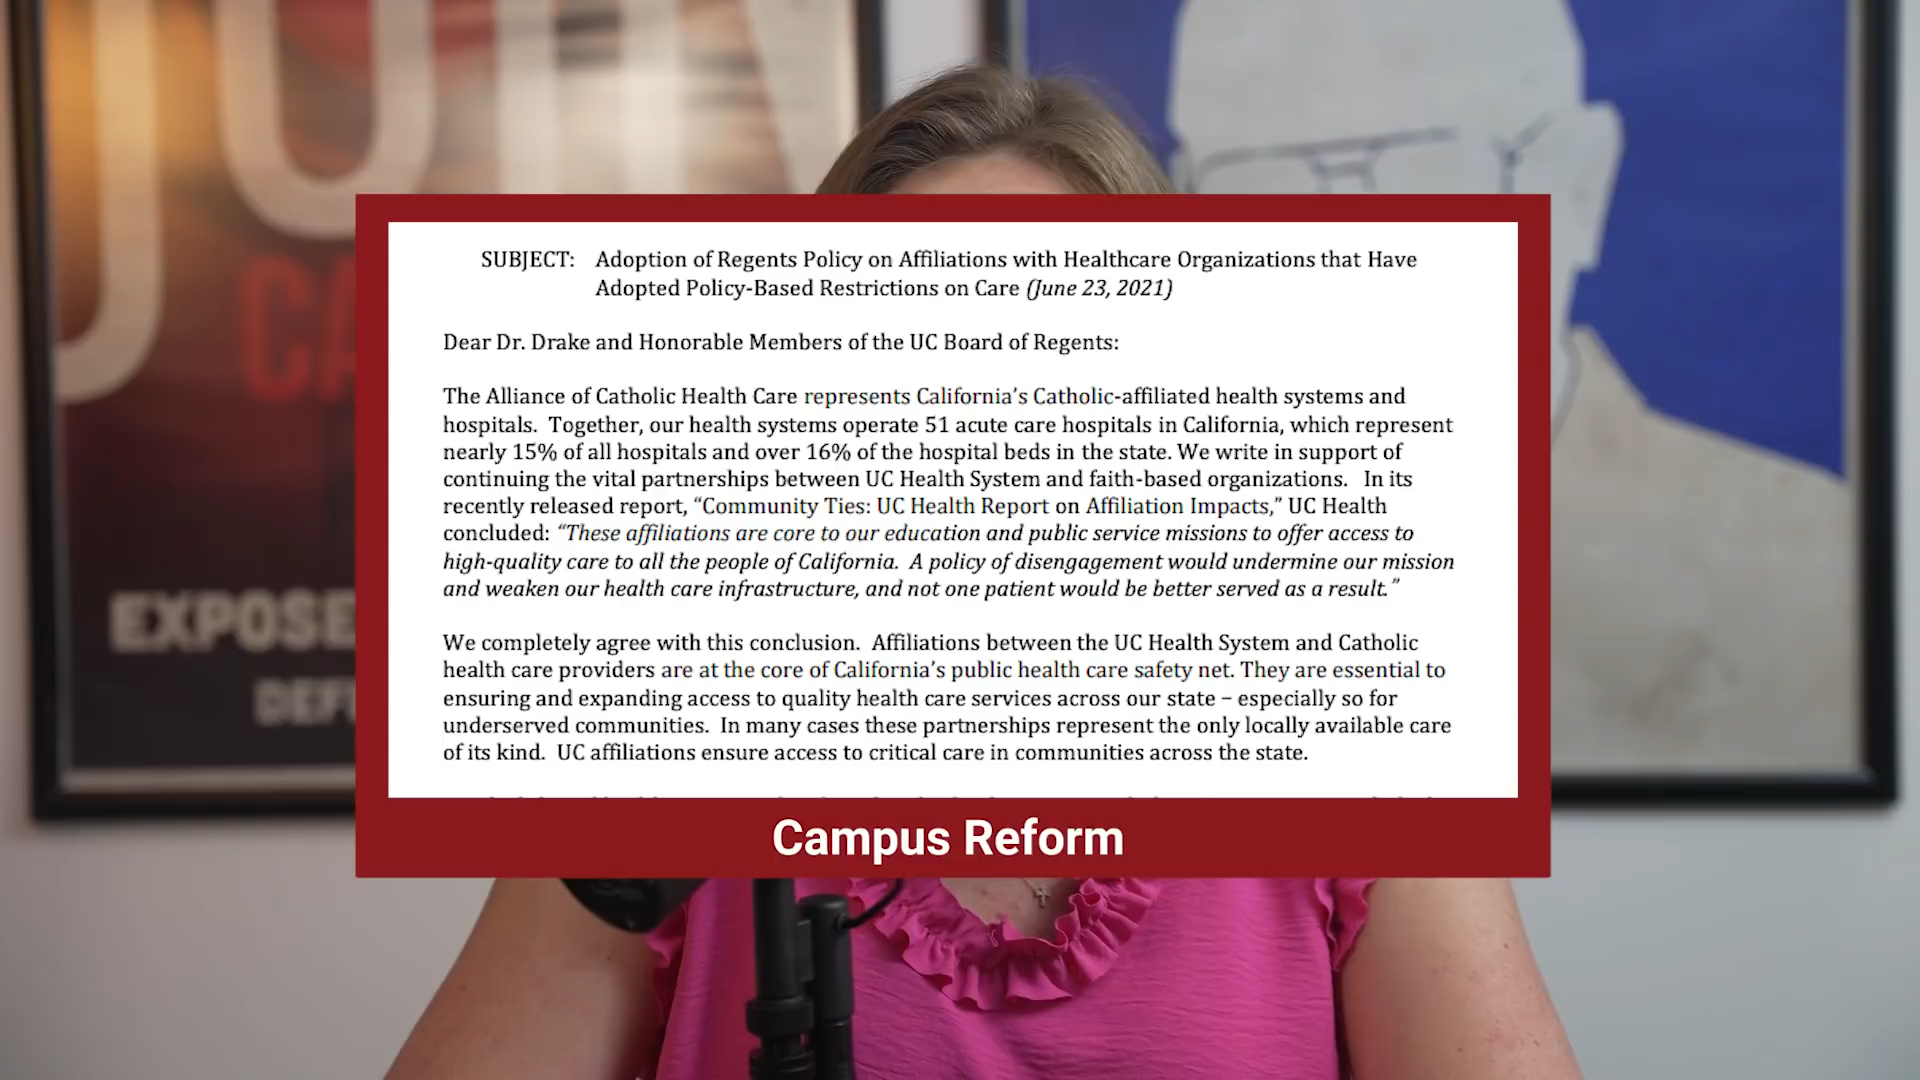 JOIN
CA
EXPOSE
DEF
SUBJECT: Adoption of Regents Policy on Affiliations with Healthcare Organizations that Have
Adopted Policy-Based Restrictions on Care (June 23, 2021)
Dear Dr. Drake and Honorable Members of the UC Board of Regents:
The Alliance of Catholic Health Care represents California’s Catholic-affiliated health systems and
hospitals. Together, our health systems operate 51 acute care hospitals in California, which represent
nearly 15% of all hospitals and over 16% of the hospital beds in the state. We write in support of
continuing the vital partnerships between UC Health System and faith-based organizations. In its
recently released report, “Community Ties: UC Health Report on Affiliation Impacts,” UC Health
concluded: “These affiliations are core to our education and public service missions to offer access to
high-quality care to all the people of California. A policy of disengagement would undermine our mission
and weaken our health care infrastructure, and not one patient would be better served as a result.”
We completely agree with this conclusion. Affiliations between the UC Health System and Catholic
health care providers are at the core of California’s public health care safety net. They are essential to
ensuring and expanding access to quality health care services across our state – especially so for
underserved communities. In many cases these partnerships represent the only locally available care
of its kind. UC affiliations ensure access to critical care in communities across the state.
Campus Reform